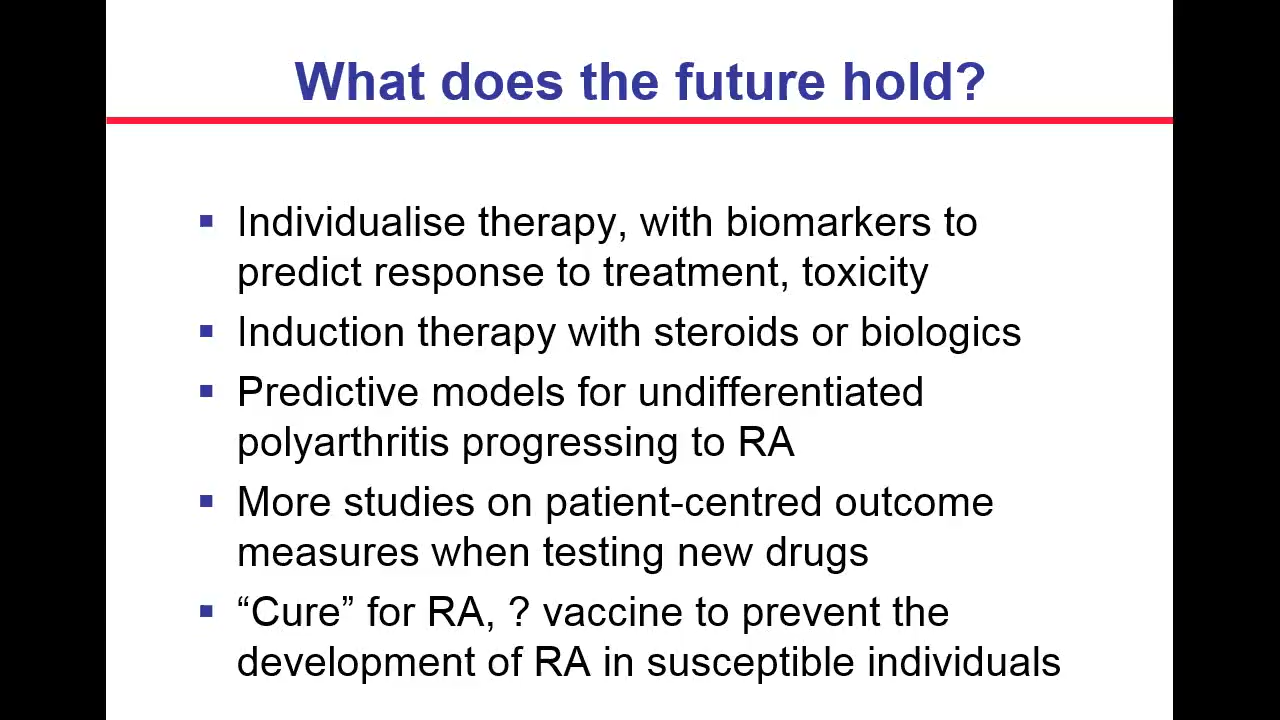 What does the future hold?
▪ Individualise therapy, with biomarkers to
predict response to treatment, toxicity
▪ Induction therapy with steroids or biologics
▪ Predictive models for undifferentiated
polyarthritis progressing to RA
▪ More studies on patient-centred outcome
measures when testing new drugs
▪ “Cure” for RA, ? vaccine to prevent the
development of RA in susceptible individuals